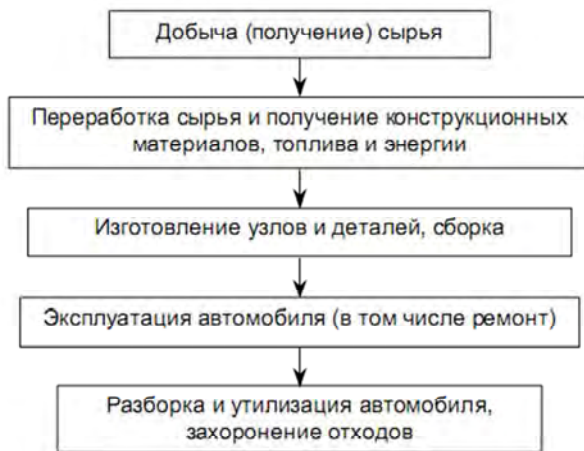 Добыча (получение) сырья
Переработка сырья и получение конструкционных
материалов, топлива и энергии
Изготовление узлов и деталей, сборка
Эксплуатация автомобиля (в том числе ремонт)
Разборка и утилизация автомобиля,
захоронение отходов